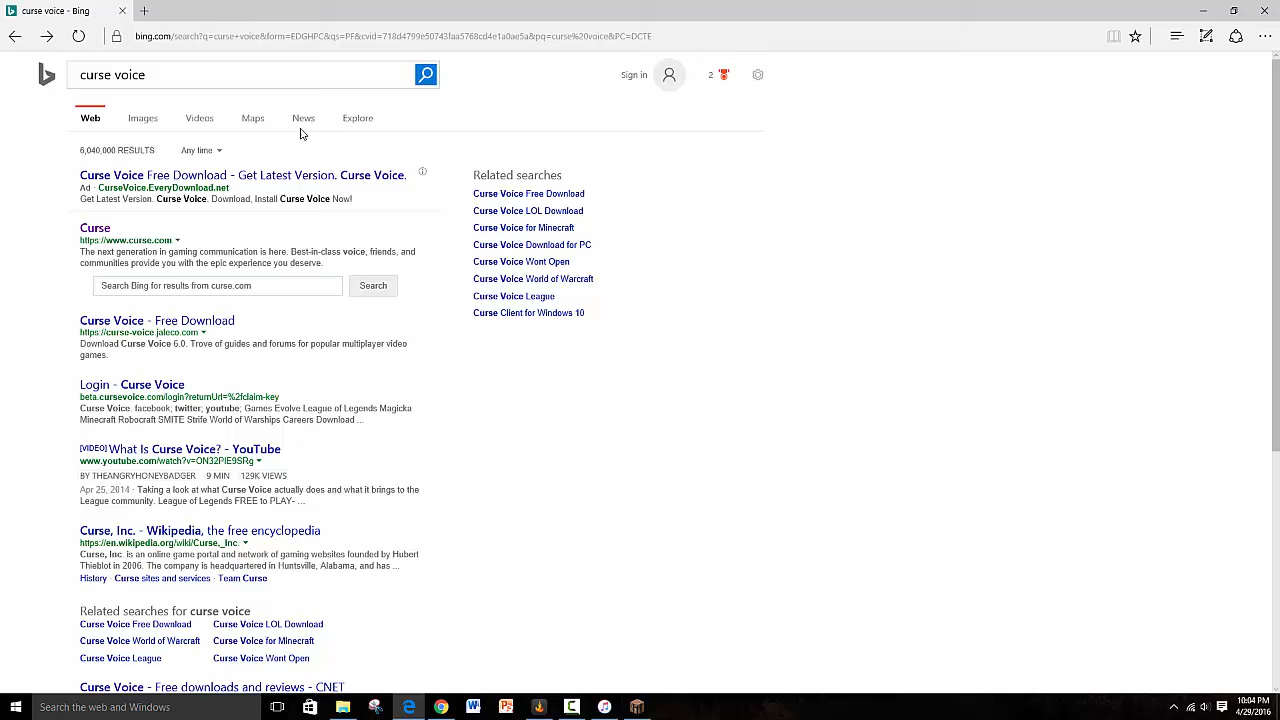 curse voice - Bing
bing.com/search?q=curse+voice&form=EDGHPC&qs=PF&cvid=718d4799e50743faa5768cd4e1a0ae5a&pq=curse%20voice&PC=DCTE
curse voice
Sign in
2
Web Images Videos Maps News Explore
6,040,000 RESULTS Any time
Curse Voice Free Download - Get Latest Version. Curse Voice.
Ad · CurseVoice.EveryDownload.net
Get Latest Version. Curse Voice. Download, Install Curse Voice Now!
Curse
https://www.curse.com
The next generation in gaming communication is here. Best-in-class voice, friends, and
communities provide you with the epic experience you deserve.
Search Bing for results from curse.com
Search
Curse Voice - Free Download
https://curse-voice.jaleco.com
Download Curse Voice 6.0. Trove of guides and forums for popular multiplayer video
games.
Login - Curse Voice
beta.cursevoice.com/login?returnUrl=%2fclaim-key
Curse Voice. facebook; twitter; youtube; Games Evolve League of Legends Magicka
Minecraft Robocraft SMITE Strife World of Warships Careers Download ...
[VIDEO] What Is Curse Voice? - YouTube
www.youtube.com/watch?v=ON32PIE9SRg
BY THEANGRYHONEYBADGER 9 MIN 129K VIEWS
Apr 25, 2014 · Taking a look at what Curse Voice actually does and what it brings to the
League community. League of Legends FREE to PLAY- ...
Curse, Inc. - Wikipedia, the free encyclopedia
https://en.wikipedia.org/wiki/Curse,_Inc.
Curse, Inc. is an online game portal and network of gaming websites founded by Hubert
Thieblot in 2006. The company is headquartered in Huntsville, Alabama, and has ...
History · Curse sites and services · Team Curse
Related searches for curse voice
Curse Voice Free Download Curse Voice LOL Download
Curse Voice World of Warcraft Curse Voice for Minecraft
Curse Voice League Curse Voice Wont Open
Curse Voice - Free downloads and reviews - CNET
Related searches
Curse Voice Free Download
Curse Voice LOL Download
Curse Voice for Minecraft
Curse Voice Download for PC
Curse Voice Wont Open
Curse Voice World of Warcraft
Curse Voice League
Curse Client for Windows 10
Search the web and Windows
10:04 PM
4/29/2016